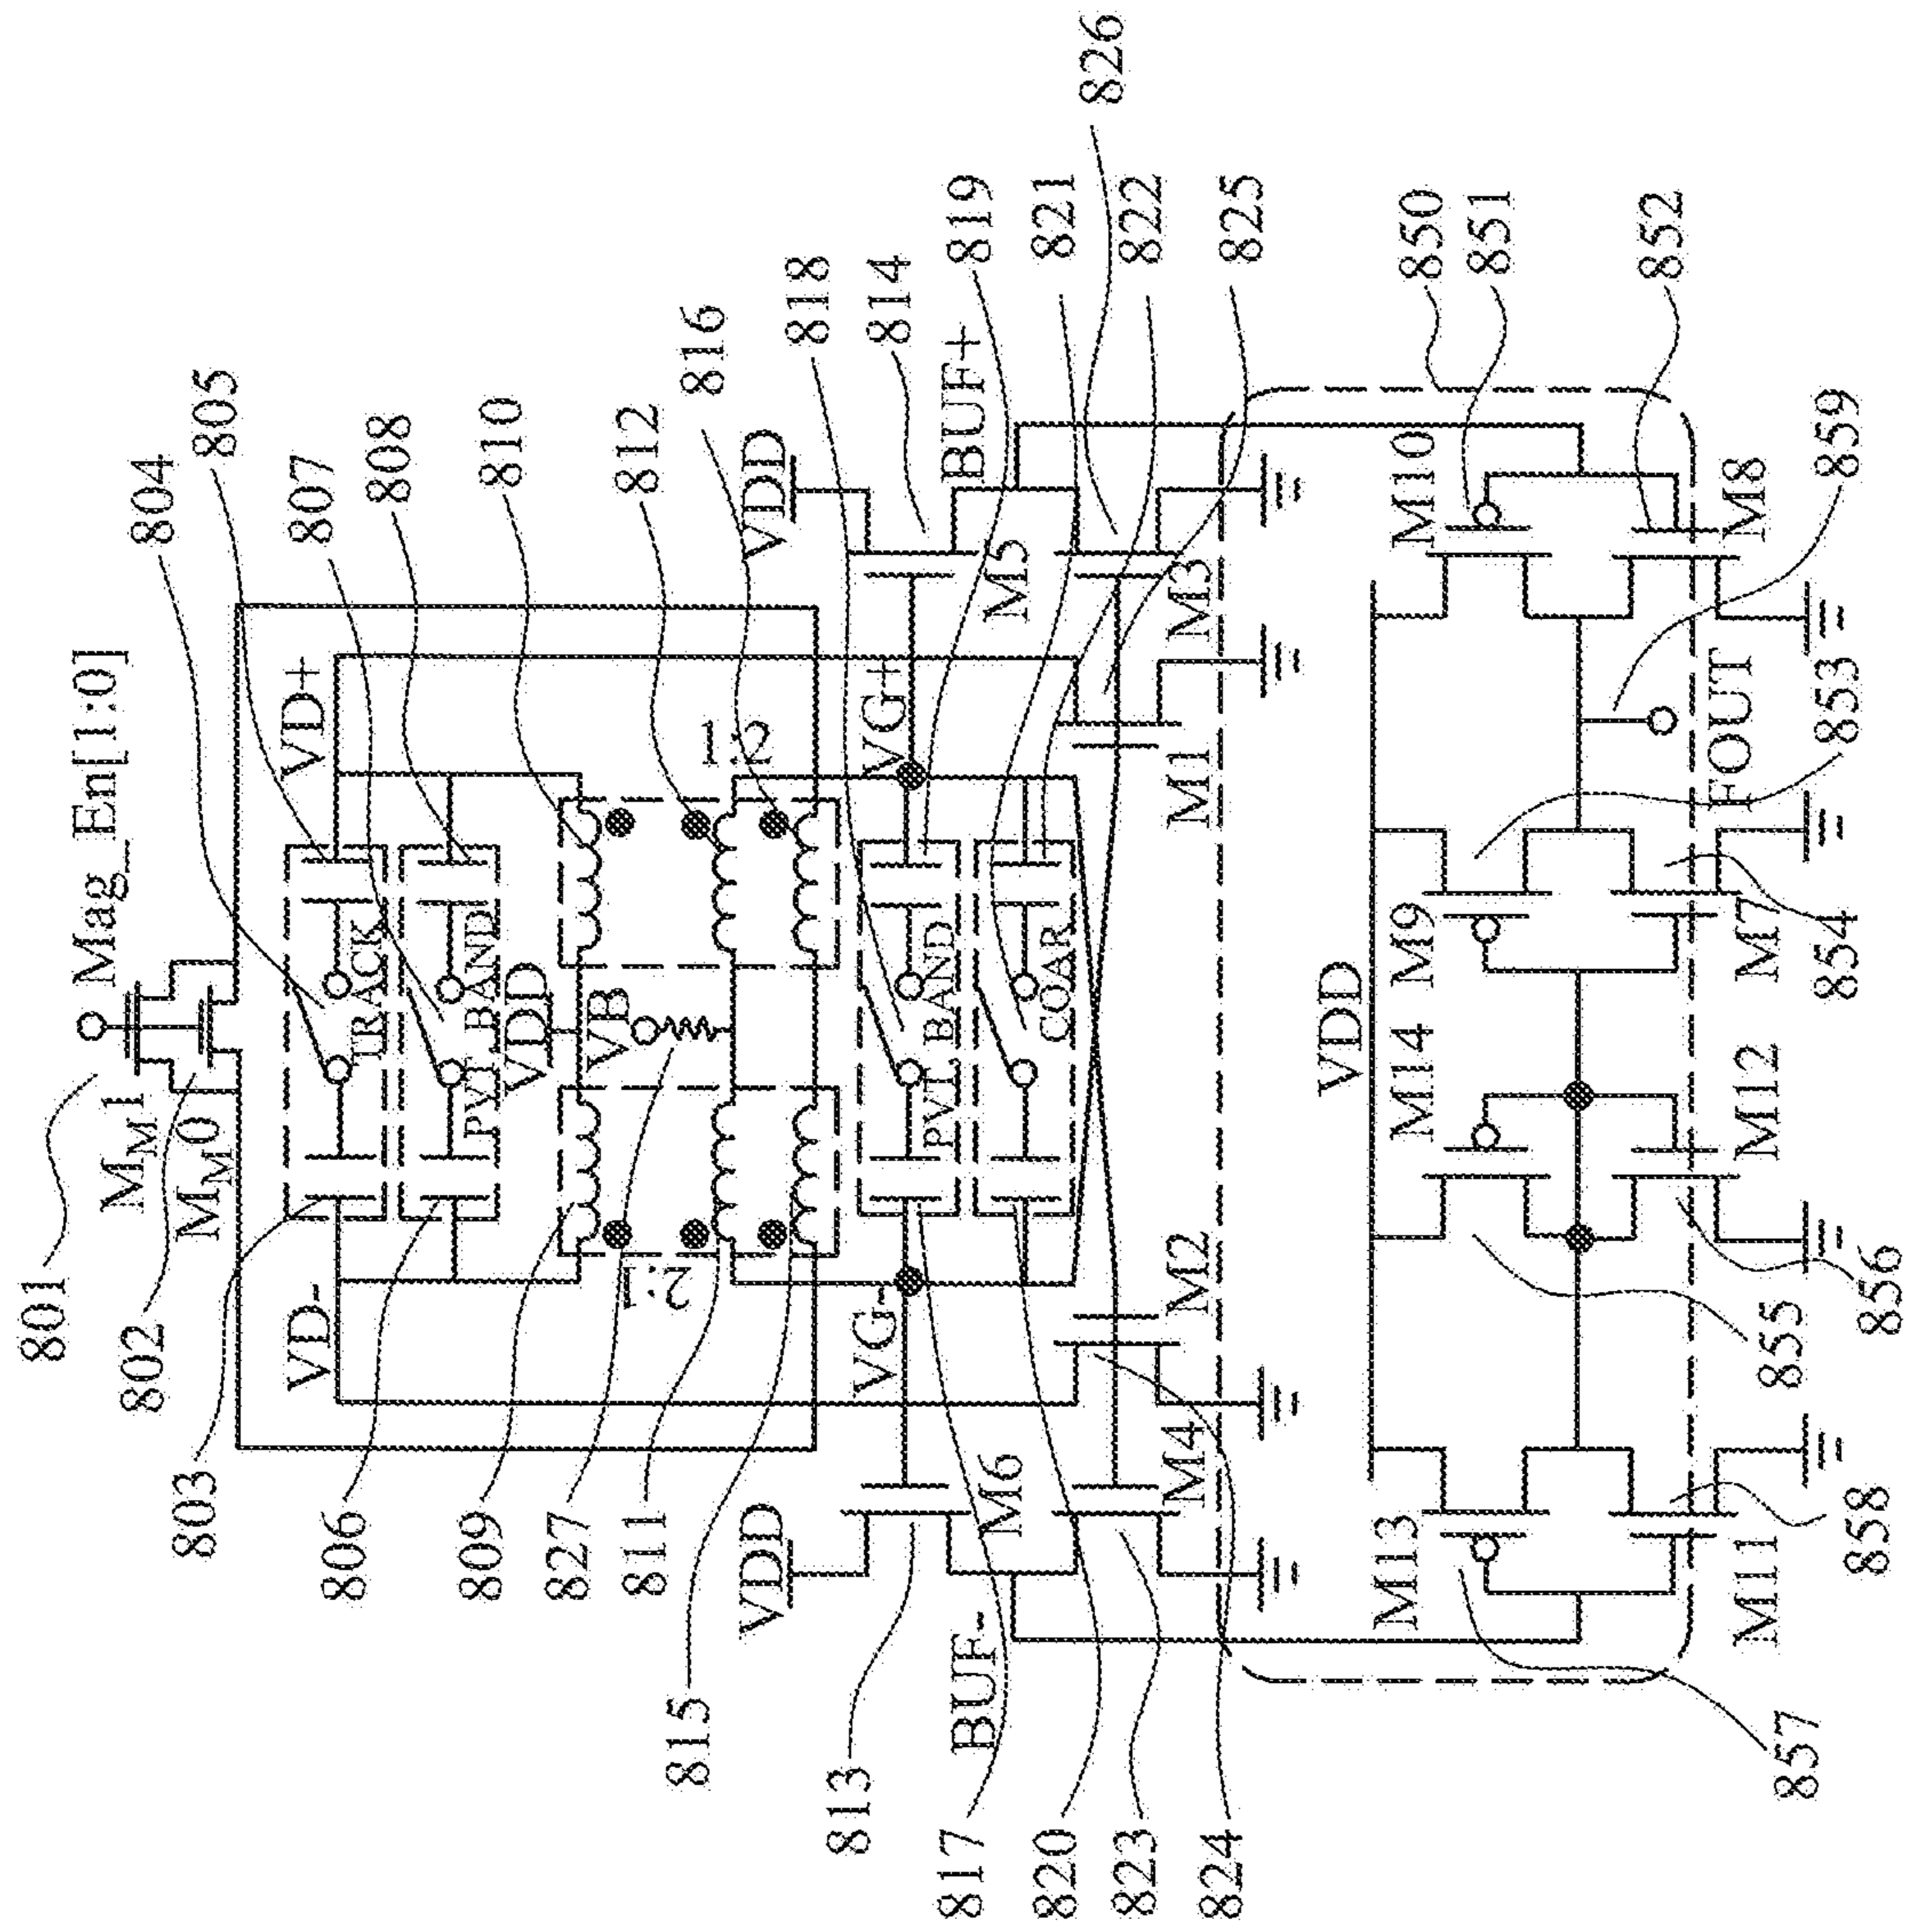 801
Mag_En[1:0]
MM1
802
MM0
803
804
805
VD-
VD+
TRACK
806
807
808
PVT_BAND
809
810
VDD
827
VB
2:1
1:2
811
812
815
816
VDD
VDD
813
818
814
VG-
VG+
PVT_BAND
BUF-
BUF+
817
819
M6
M5
820
COAR
821
826
823
822
M4
M2
M1
M3
824
825
VDD
850
M13
M14
M9
M10
851
852
857
FOUT
M11
M12
M7
M8
855
853
859
858
856
854